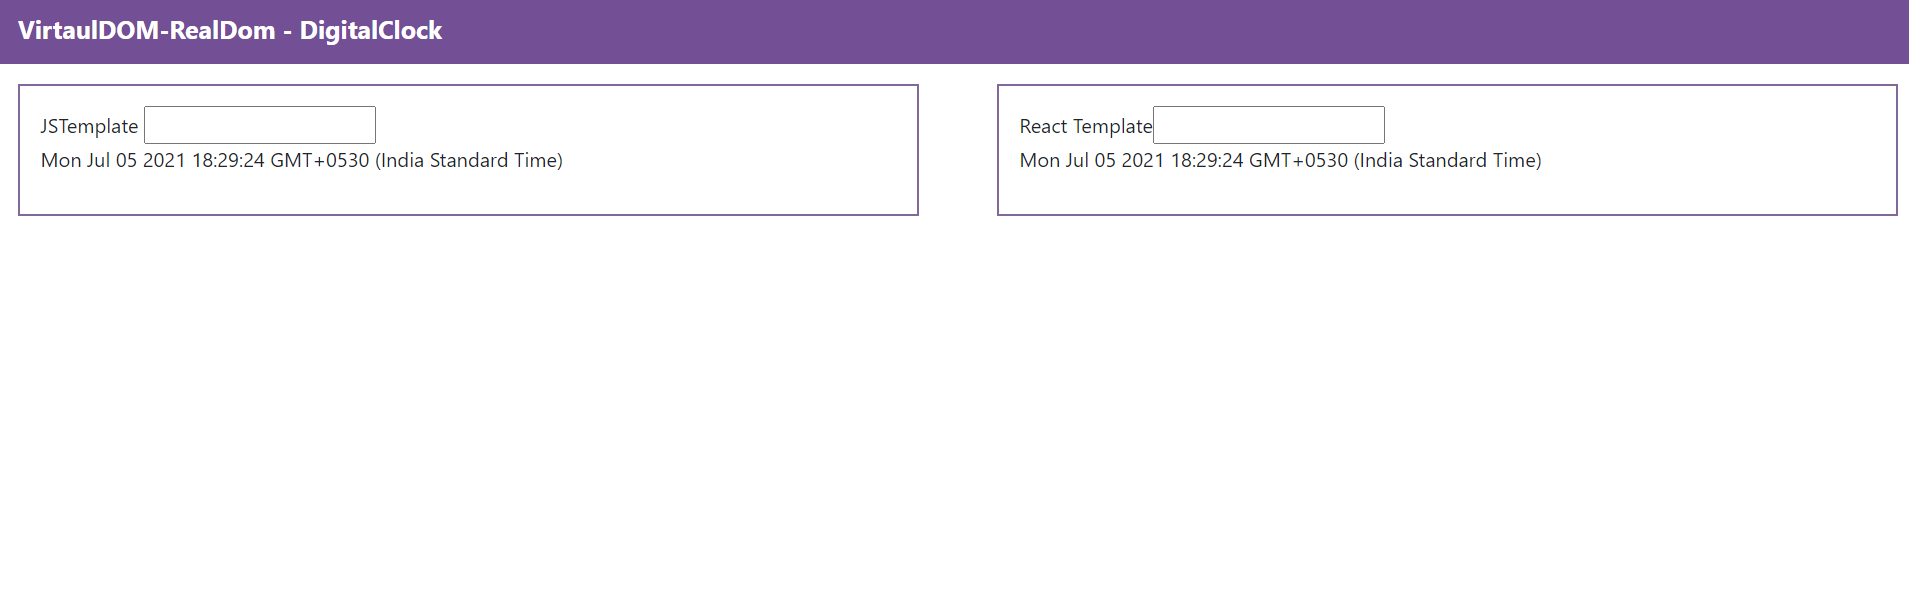 VirtaulDOM-RealDom - DigitalClock
JSTemplate
Mon Jul 05 2021 18:29:24 GMT+0530 (India Standard Time)
React Template
Mon Jul 05 2021 18:29:24 GMT+0530 (India Standard Time)